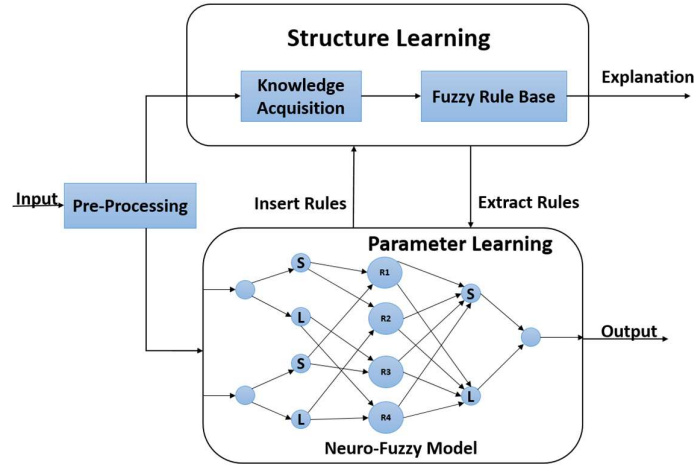 Structure Learning
Knowledge
Acquisition
Fuzzy Rule Base
Explanation
Input
Pre-Processing
Insert Rules
Extract Rules
Parameter Learning
S
R1
S
L
R2
Output
S
R3
L
L
R4
Neuro-Fuzzy Model